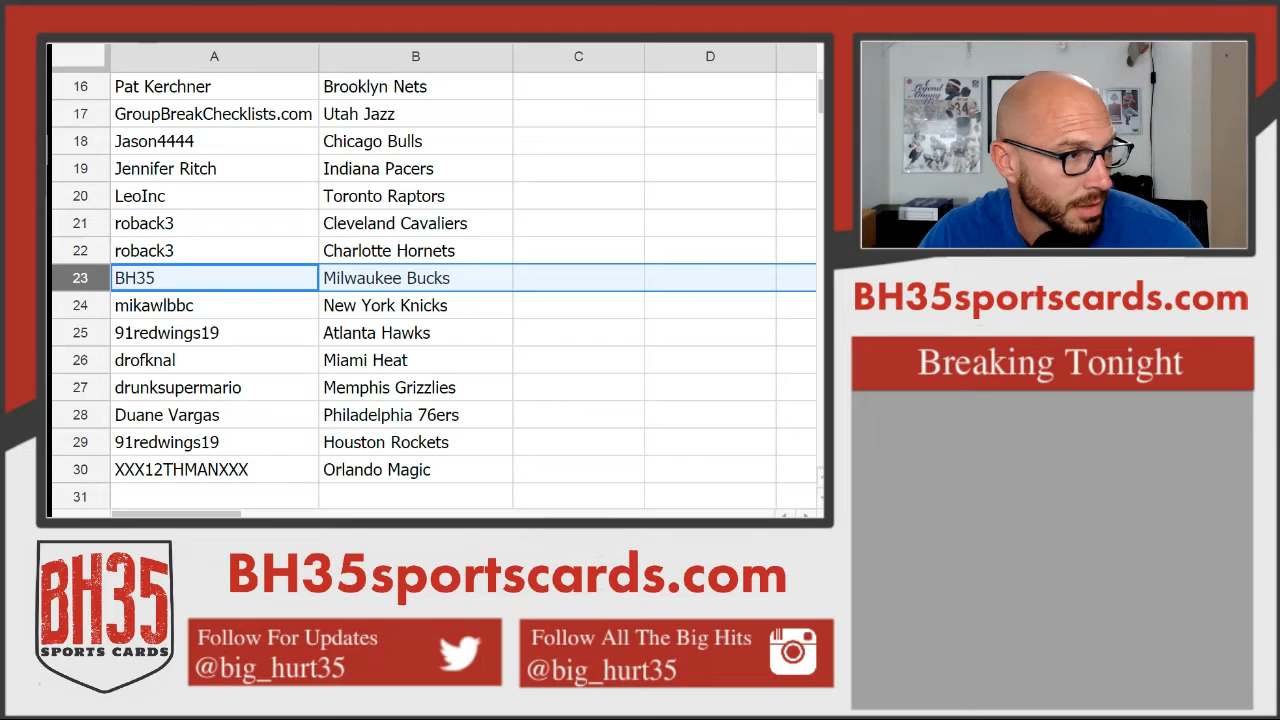 A B C D
16 Pat Kerchner Brooklyn Nets
17 GroupBreakChecklists.com Utah Jazz
18 Jason4444 Chicago Bulls
19 Jennifer Ritch Indiana Pacers
20 LeoInc Toronto Raptors
21 roback3 Cleveland Cavaliers
22 roback3 Charlotte Hornets
23 BH35 Milwaukee Bucks
24 mikawlbbc New York Knicks
25 91redwings19 Atlanta Hawks
26 drofknal Miami Heat
27 drunksupermario Memphis Grizzlies
28 Duane Vargas Philadelphia 76ers
29 91redwings19 Houston Rockets
30 XXX12THMANXXX Orlando Magic
31
BH35sportscards.com
Breaking Tonight
BH35
SPORTS CARDS
BH35sportscards.com
Follow For Updates
@big_hurt35
Follow All The Big Hits
@big_hurt35